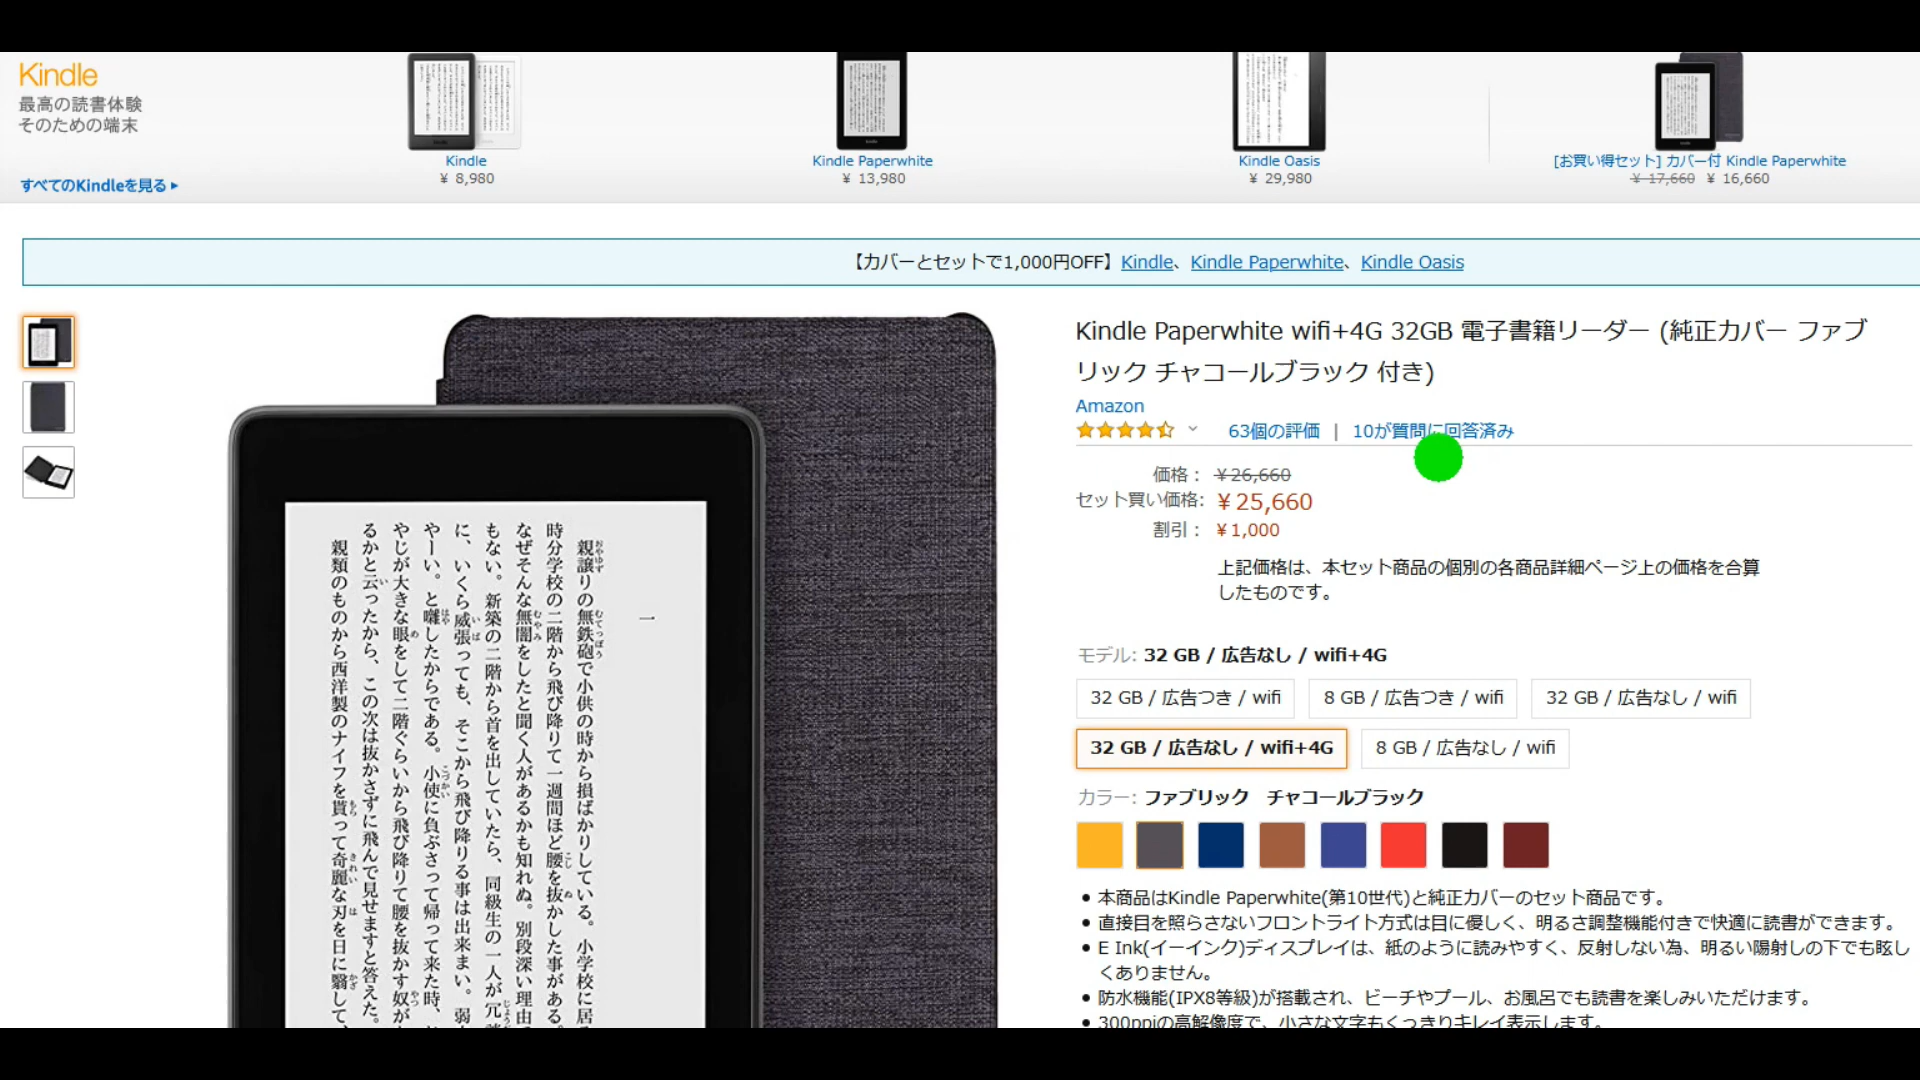 Kindle
最高の読書体験
そのための端末
すべてのKindleを見る
Kindle
¥ 8,980
Kindle Paperwhite
¥ 13,980
Kindle Oasis
¥ 29,980
[お買い得セット] カバー付 Kindle Paperwhite
¥ 17,660 ¥ 16,660
【カバーとセットで1,000円OFF】Kindle、Kindle Paperwhite、Kindle Oasis
Kindle Paperwhite wifi+4G 32GB 電子書籍リーダー (純正カバー ファブ
リック チャコールブラック 付き)
Amazon
63個の評価 | 10が質問に回答済み
価格： ¥26,660
セット買い価格: ¥25,660
割引： ¥1,000
上記価格は、本セット商品の個別の各商品詳細ページ上の価格を合算
したものです。
モデル: 32 GB / 広告なし / wifi+4G
32 GB / 広告つき / wifi
8 GB / 広告つき / wifi
32 GB / 広告なし / wifi
32 GB / 広告なし / wifi+4G
8 GB / 広告なし / wifi
カラー: ファブリック　チャコールブラック
• 本商品はKindle Paperwhite(第10世代)と純正カバーのセット商品です。
• 直接目を照らさないフロントライト方式は目に優しく、明るさ調整機能付きで快適に読書ができます。
• E Ink(イーインク)ディスプレイは、紙のように読みやすく、反射しない為、明るい陽射しの下でも眩し
くありません。
• 防水機能(IPX8等級)が搭載され、ビーチやプール、お風呂でも読書を楽しみいただけます。
• 300ppiの高解像度で、小さな文字もくっきりキレイ表示します。
一
親譲りの無鉄砲で小供の時から損ばかりしている。小学校に居
時分学校の二階から飛び降りて一週間ほど腰を抜かした事がある。
なぜそんな無闇をしたと聞く人があるかも知れぬ。別段深い理由
もない。新築の二階から首を出していたら、同級生の一人が冗
に、いくら威張っても、そこから飛び降りる事は出来まい。弱
やーい。と囃したからである。小使に負ぶさって帰って来た時、
やじが大きな眼をして二階ぐらいから飛び降りて腰を抜かす奴が
るかと云ったから、この次は抜かさずに飛んで見せますと答えた。
親類のものから西洋製のナイフを貰って奇麗な刃を日に翳して、